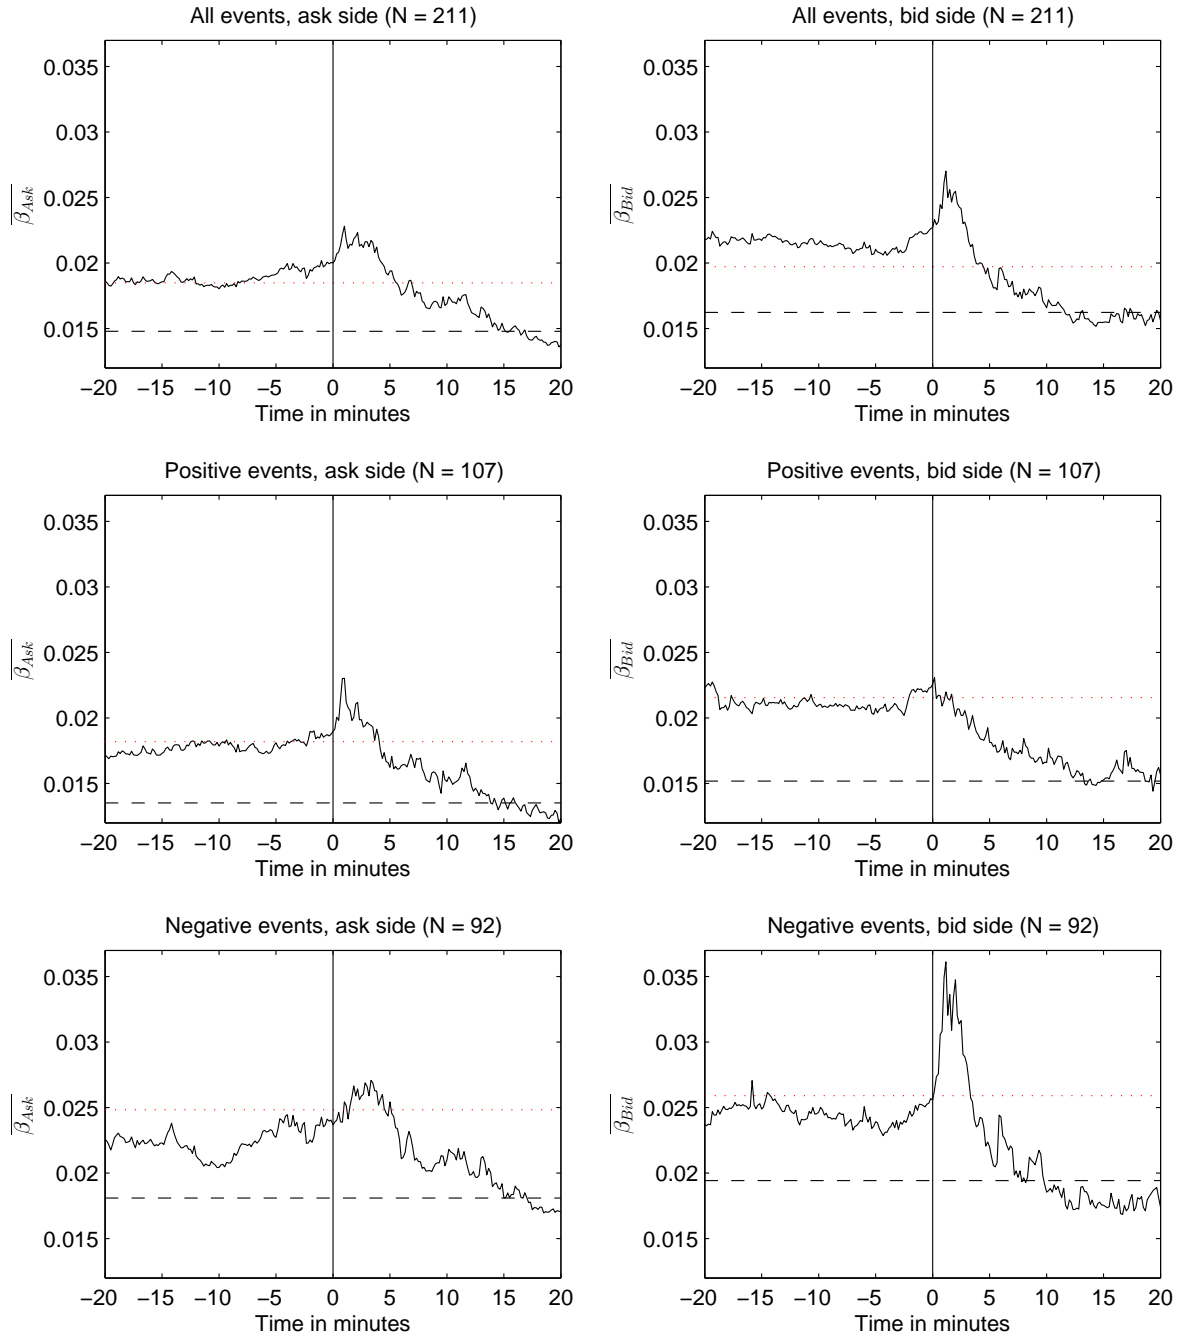 All events, ask side (N = 211)
0.035
0.03
0.025
0.02
0.015
β_Ask
−20 −15 −10 −5 0 5 10 15 20
Time in minutes
All events, bid side (N = 211)
0.035
0.03
0.025
0.02
0.015
β_Bid
−20 −15 −10 −5 0 5 10 15 20
Time in minutes
Positive events, ask side (N = 107)
0.035
0.03
0.025
0.02
0.015
β_Ask
−20 −15 −10 −5 0 5 10 15 20
Time in minutes
Positive events, bid side (N = 107)
0.035
0.03
0.025
0.02
0.015
β_Bid
−20 −15 −10 −5 0 5 10 15 20
Time in minutes
Negative events, ask side (N = 92)
0.035
0.03
0.025
0.02
0.015
β_Ask
−20 −15 −10 −5 0 5 10 15 20
Time in minutes
Negative events, bid side (N = 92)
0.035
0.03
0.025
0.02
0.015
β_Bid
−20 −15 −10 −5 0 5 10 15 20
Time in minutes